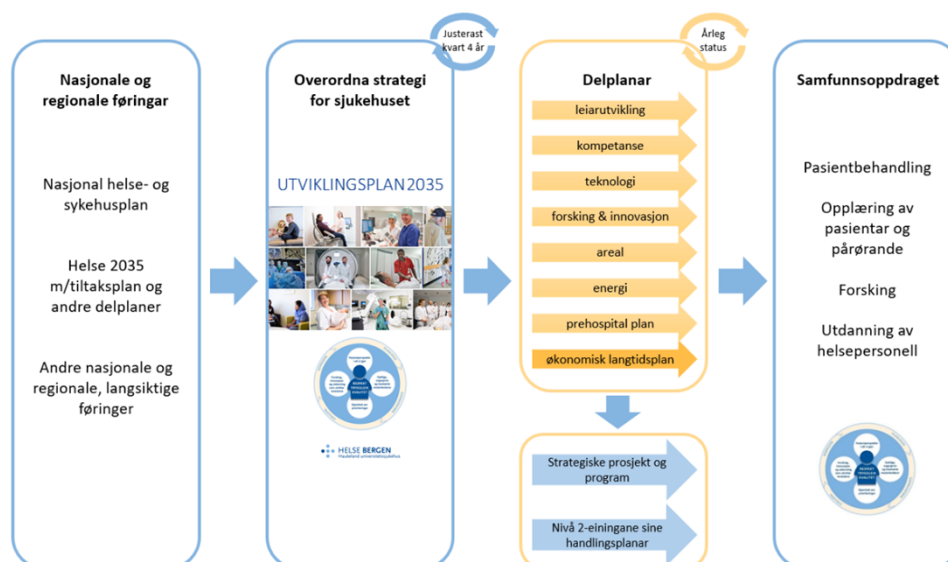 Nasjonale og
regionale føringar
Nasjonal helse- og
sykehusplan
Helse 2035
m/tiltaksplan og
andre delplaner
Andre nasjonale og
regionale, langsiktige
føringer
Justerast
kvart 4 år
Overordna strategi
for sjukehuset
UTVIKLINGSPLAN 2035
HELSE BERGEN
Haukeland universitetssjukehus
Årleg
status
Delplanar
leiarutvikling
kompetanse
teknologi
forsking & innovasjon
areal
energi
prehospital plan
økonomisk langtidsplan
Strategiske prosjekt og
program
Nivå 2-einingane sine
handlingsplanar
Samfunnsoppdraget
Pasientbehandling
Opplæring av
pasientar og
pårørande
Forsking
Utdanning av
helsepersonell